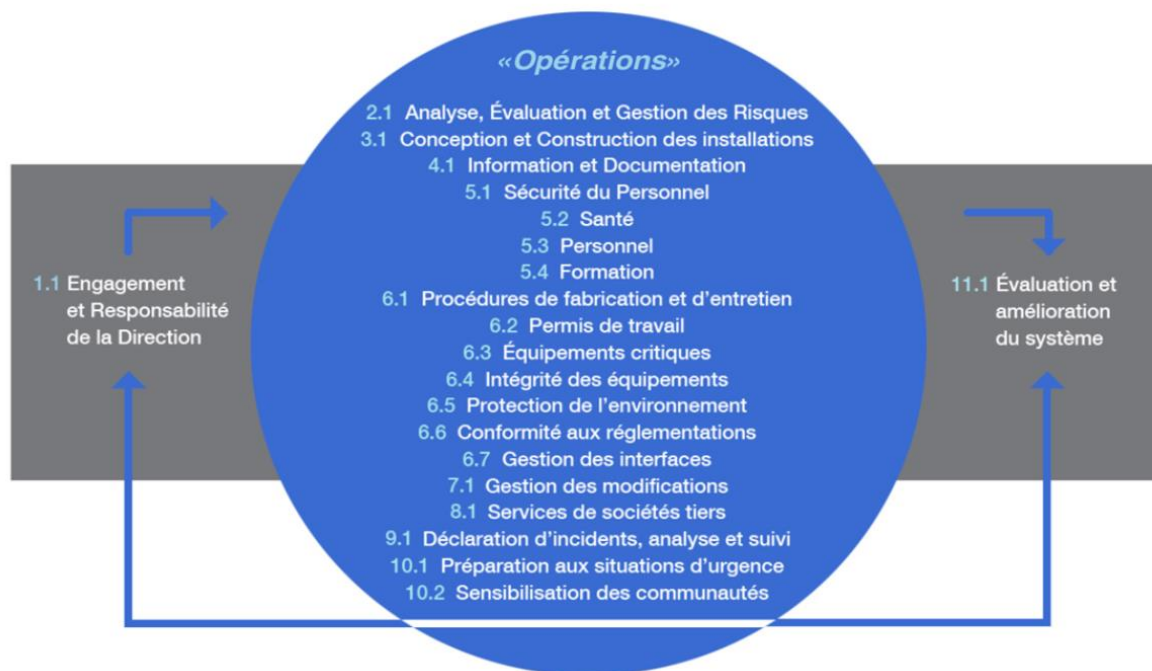 «Opérations»
2.1 Analyse, Évaluation et Gestion des Risques
3.1 Conception et Construction des installations
4.1 Information et Documentation
5.1 Sécurité du Personnel
5.2 Santé
5.3 Personnel
5.4 Formation
6.1 Procédures de fabrication et d'entretien
6.2 Permis de travail
6.3 Équipements critiques
6.4 Intégrité des équipements
6.5 Protection de l'environnement
6.6 Conformité aux réglementations
6.7 Gestion des interfaces
7.1 Gestion des modifications
8.1 Services de sociétés tiers
9.1 Déclaration d'incidents, analyse et suivi
10.1 Préparation aux situations d'urgence
10.2 Sensibilisation des communautés
1.1 Engagement
et Responsabilité
de la Direction
11.1 Évaluation et
amélioration
du système